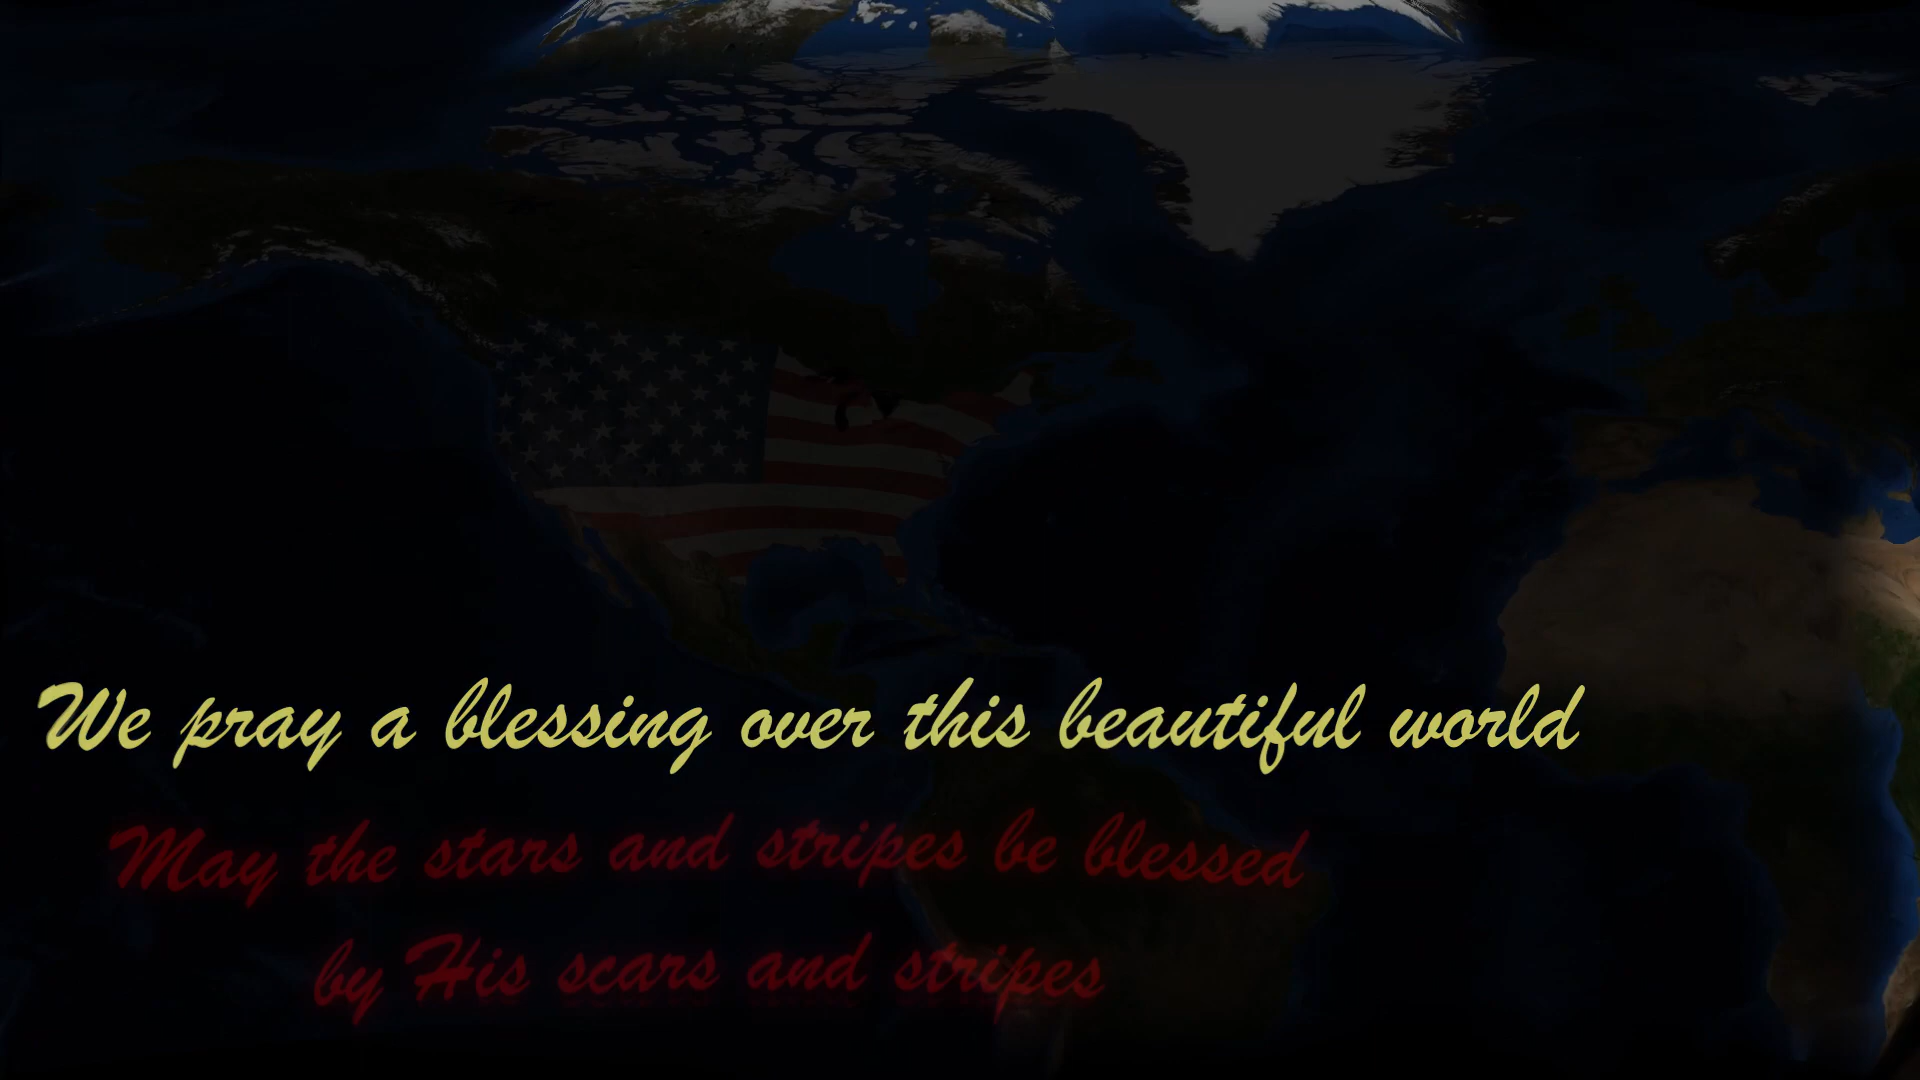 We pray a blessing over this beautiful world
May the stars and stripes be blessed
by His scars and stripes